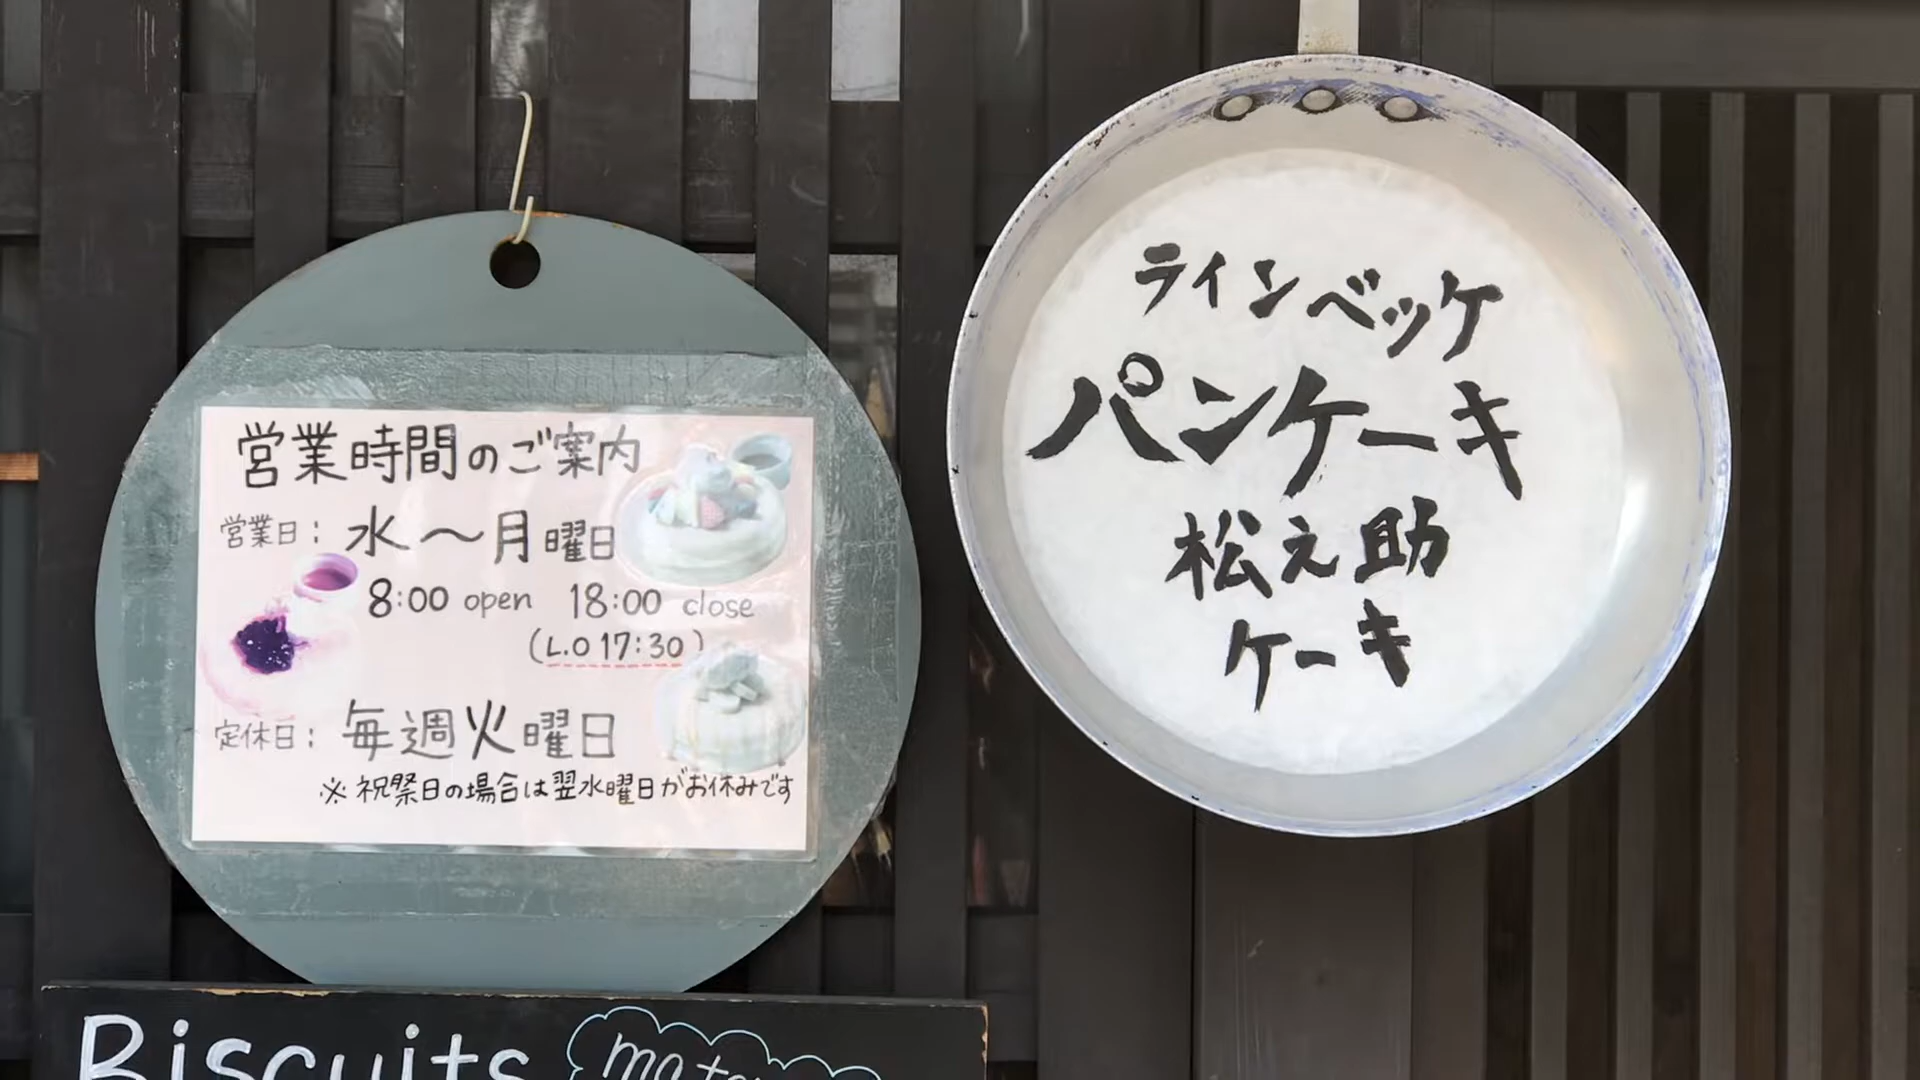 営業時間のご案内
営業日: 水～月曜日
8:00 open 18:00 close
(L.O 17:30)
定休日: 毎週火曜日
※ 祝祭日の場合は翌水曜日がお休みです
ラインベッケ
パンケーキ
松之助
ケーキ
Biscuits